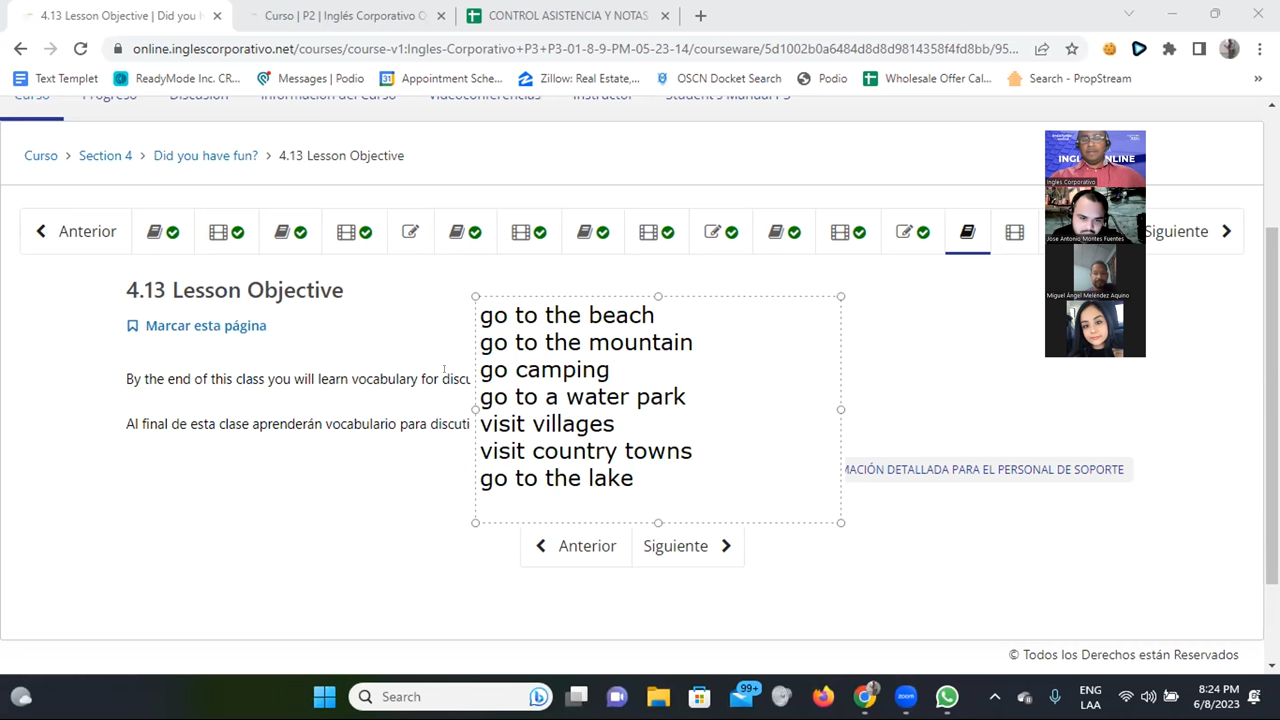 4.13 Lesson Objective | Did you h
Curso | P2 | Inglés Corporativo O
CONTROL ASISTENCIA Y NOTAS
online.inglescorporativo.net/courses/course-v1:Ingles-Corporativo+P3+P3-01-8-9-PM-05-23-14/courseware/5d1002b0a6484d8d8d9814358f4fd8bb/95...
Text Templet
ReadyMode Inc. CR...
Messages | Podio
Appointment Sche...
Zillow: Real Estate,...
OSCN Docket Search
Podio
Wholesale Offer Cal...
Search - PropStream
»
Curso
Progreso
Discusión
Información del Curso
Videoconferencias
Instructor
Student's Manual P3
Curso > Section 4 > Did you have fun? > 4.13 Lesson Objective
INGL
NLINE
Ingles Corporativo
Anterior
Siguiente
Jose Antonio Montes Fuentes
Miguel Ángel Meléndez Aquino
4.13 Lesson Objective
Marcar esta página
go to the beach
go to the mountain
go camping
go to a water park
visit villages
visit country towns
go to the lake
By the end of this class you will learn vocabulary for discu
Al final de esta clase aprenderán vocabulario para discuti
MACIÓN DETALLADA PARA EL PERSONAL DE SOPORTE
Anterior
Siguiente
© Todos los Derechos están Reservados
Search
99+
ENG
LAA
8:24 PM
6/8/2023